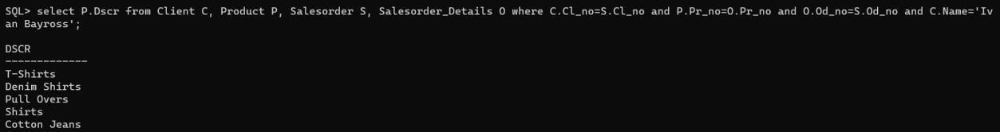 SQL> select P.Dscr from Client C, Product P, Salesorder S, Salesorder_Details O where C.Cl_no=S.Cl_no and P.Pr_no=O.Pr_no and O.Od_no=S.Od_no and C.Name='Iv
an Bayross';
DSCR
-------------
T-Shirts
Denim Shirts
Pull Overs
Shirts
Cotton Jeans